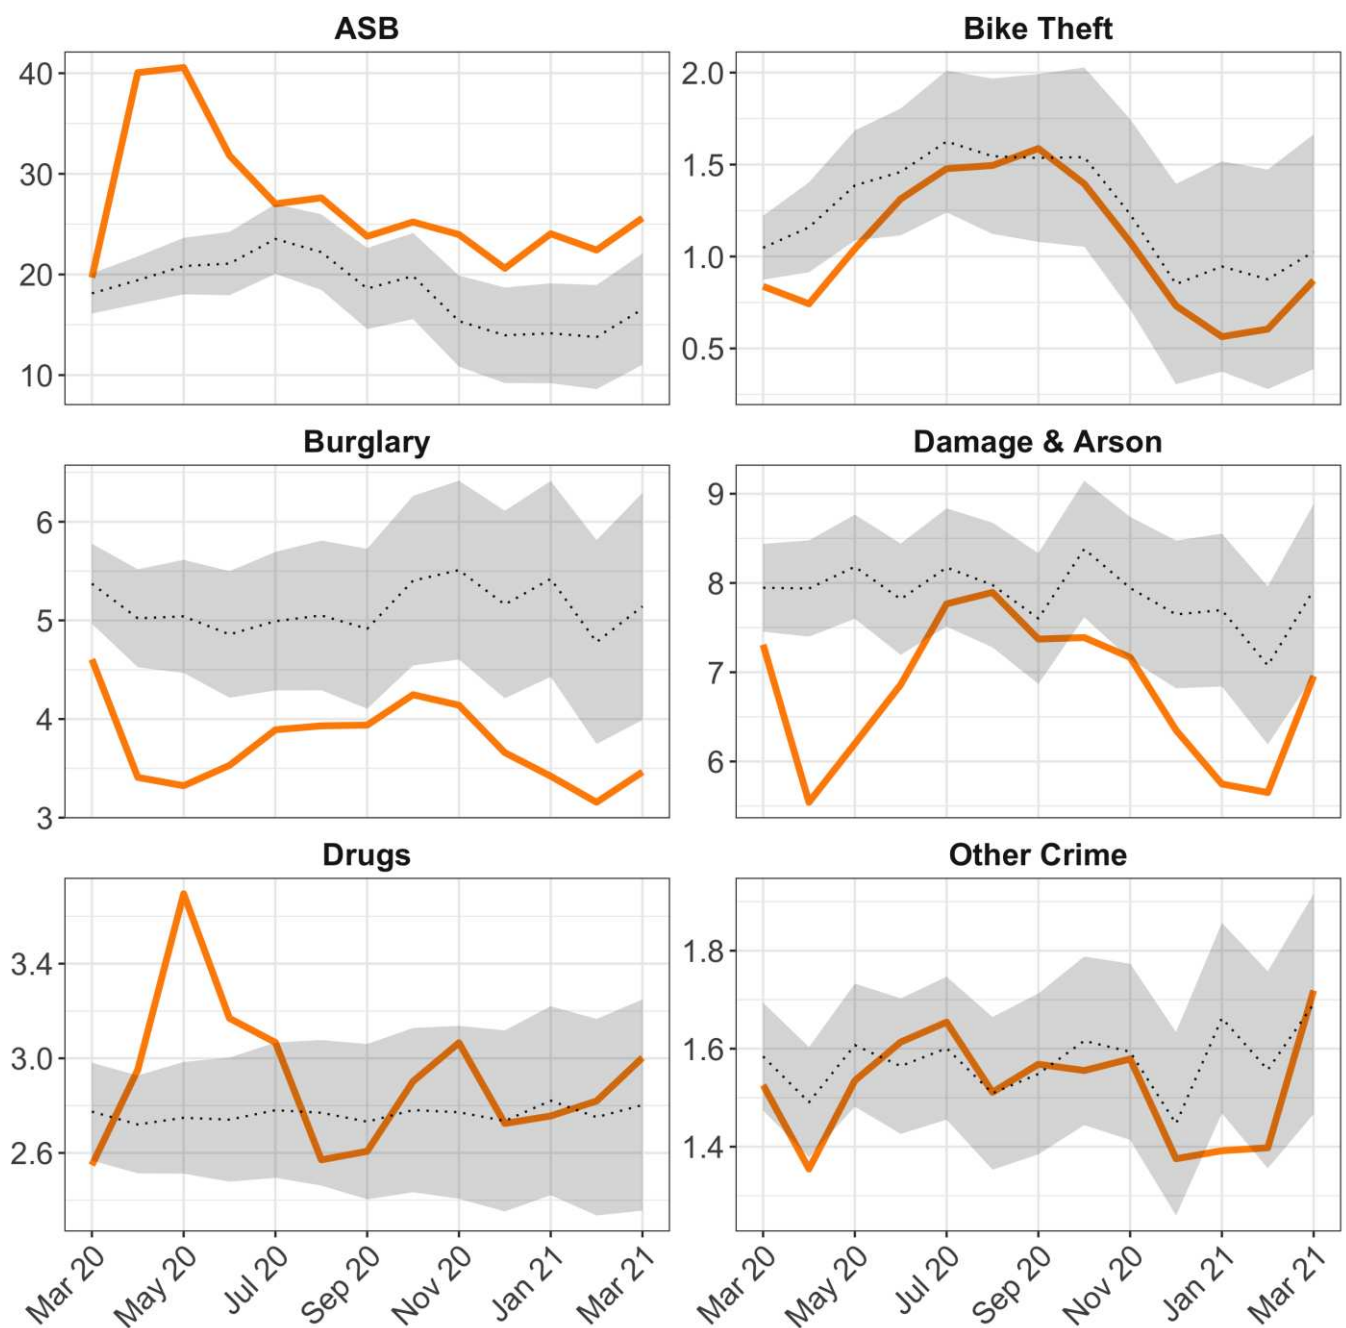 ASB
Bike Theft
40
30
20
10
2.0
1.5
1.0
0.5
Burglary
Damage & Arson
6
5
4
3
9
8
7
6
Drugs
Other Crime
3.4
3.0
2.6
1.8
1.6
1.4
Mar 20
May 20
Jul 20
Sep 20
Nov 20
Jan 21
Mar 21
Mar 20
May 20
Jul 20
Sep 20
Nov 20
Jan 21
Mar 21